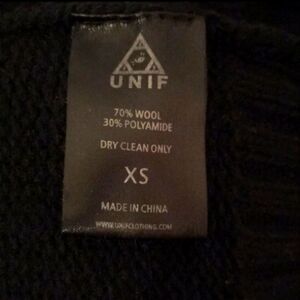 UNIF
70% WOOL
30% POLYAMIDE
DRY CLEAN ONLY
XS
MADE IN CHINA
WWW.UNIFCLOTHING.COM